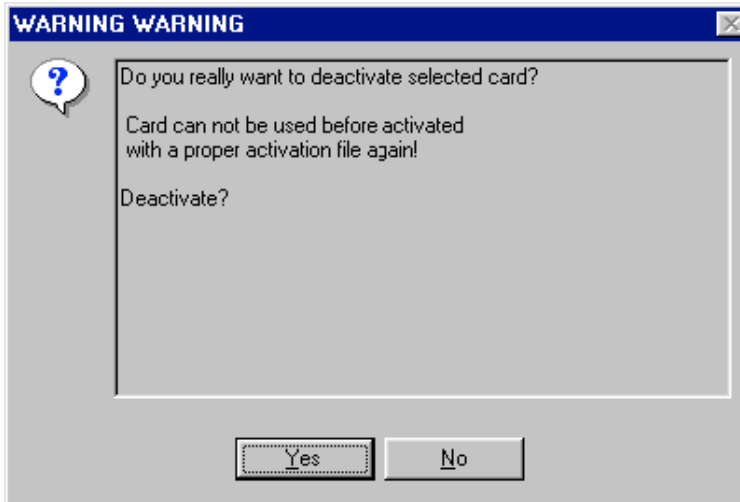 WARNING WARNING
?
Do you really want to deactivate selected card?
Card can not be used before activated
with a proper activation file again!
Deactivate?
Yes
No